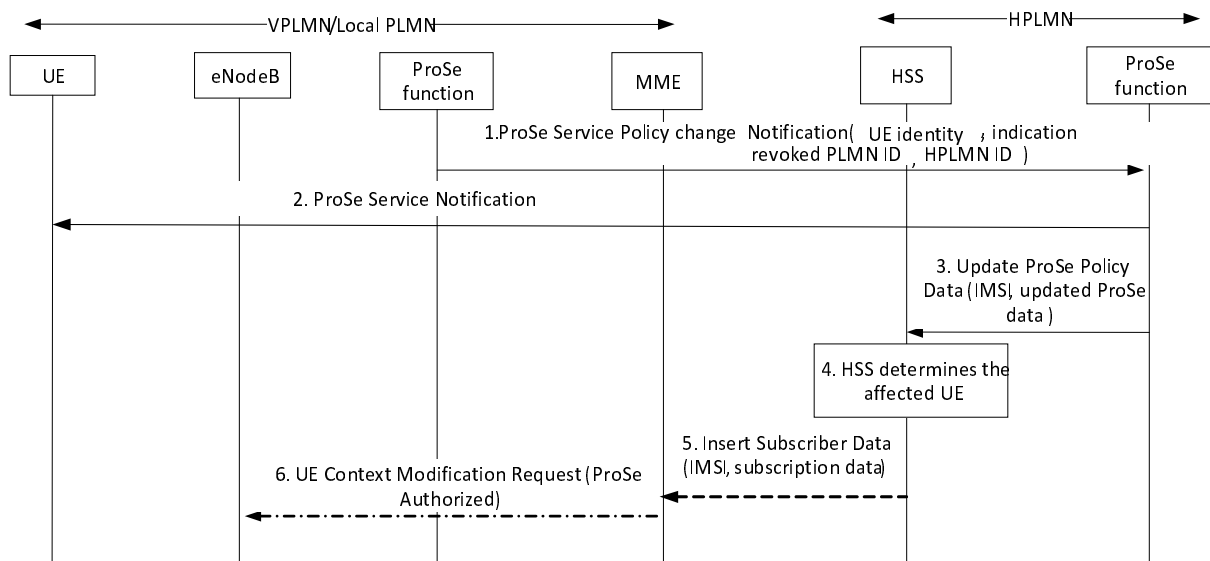 VPLMN/Local PLMN
HPLMN
UE
eNodeB
ProSe
function
MME
HSS
ProSe
function
1.ProSe Service Policy change Notification( UE identity , indication
revoked PLMN ID , HPLMN ID )
2. ProSe Service Notification
3. Update ProSe Policy
Data (IMSI, updated ProSe
data )
4. HSS determines the
affected UE
5. Insert Subscriber Data
(IMSI, subscription data)
6. UE Context Modification Request (ProSe
Authorized)